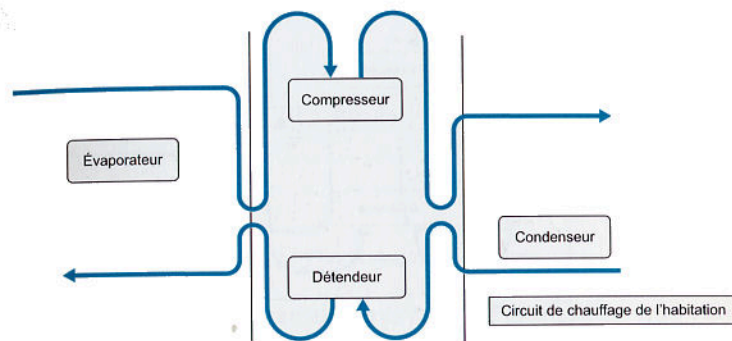 Compresseur
Évaporateur
Condenseur
Détendeur
Circuit de chauffage de l'habitation